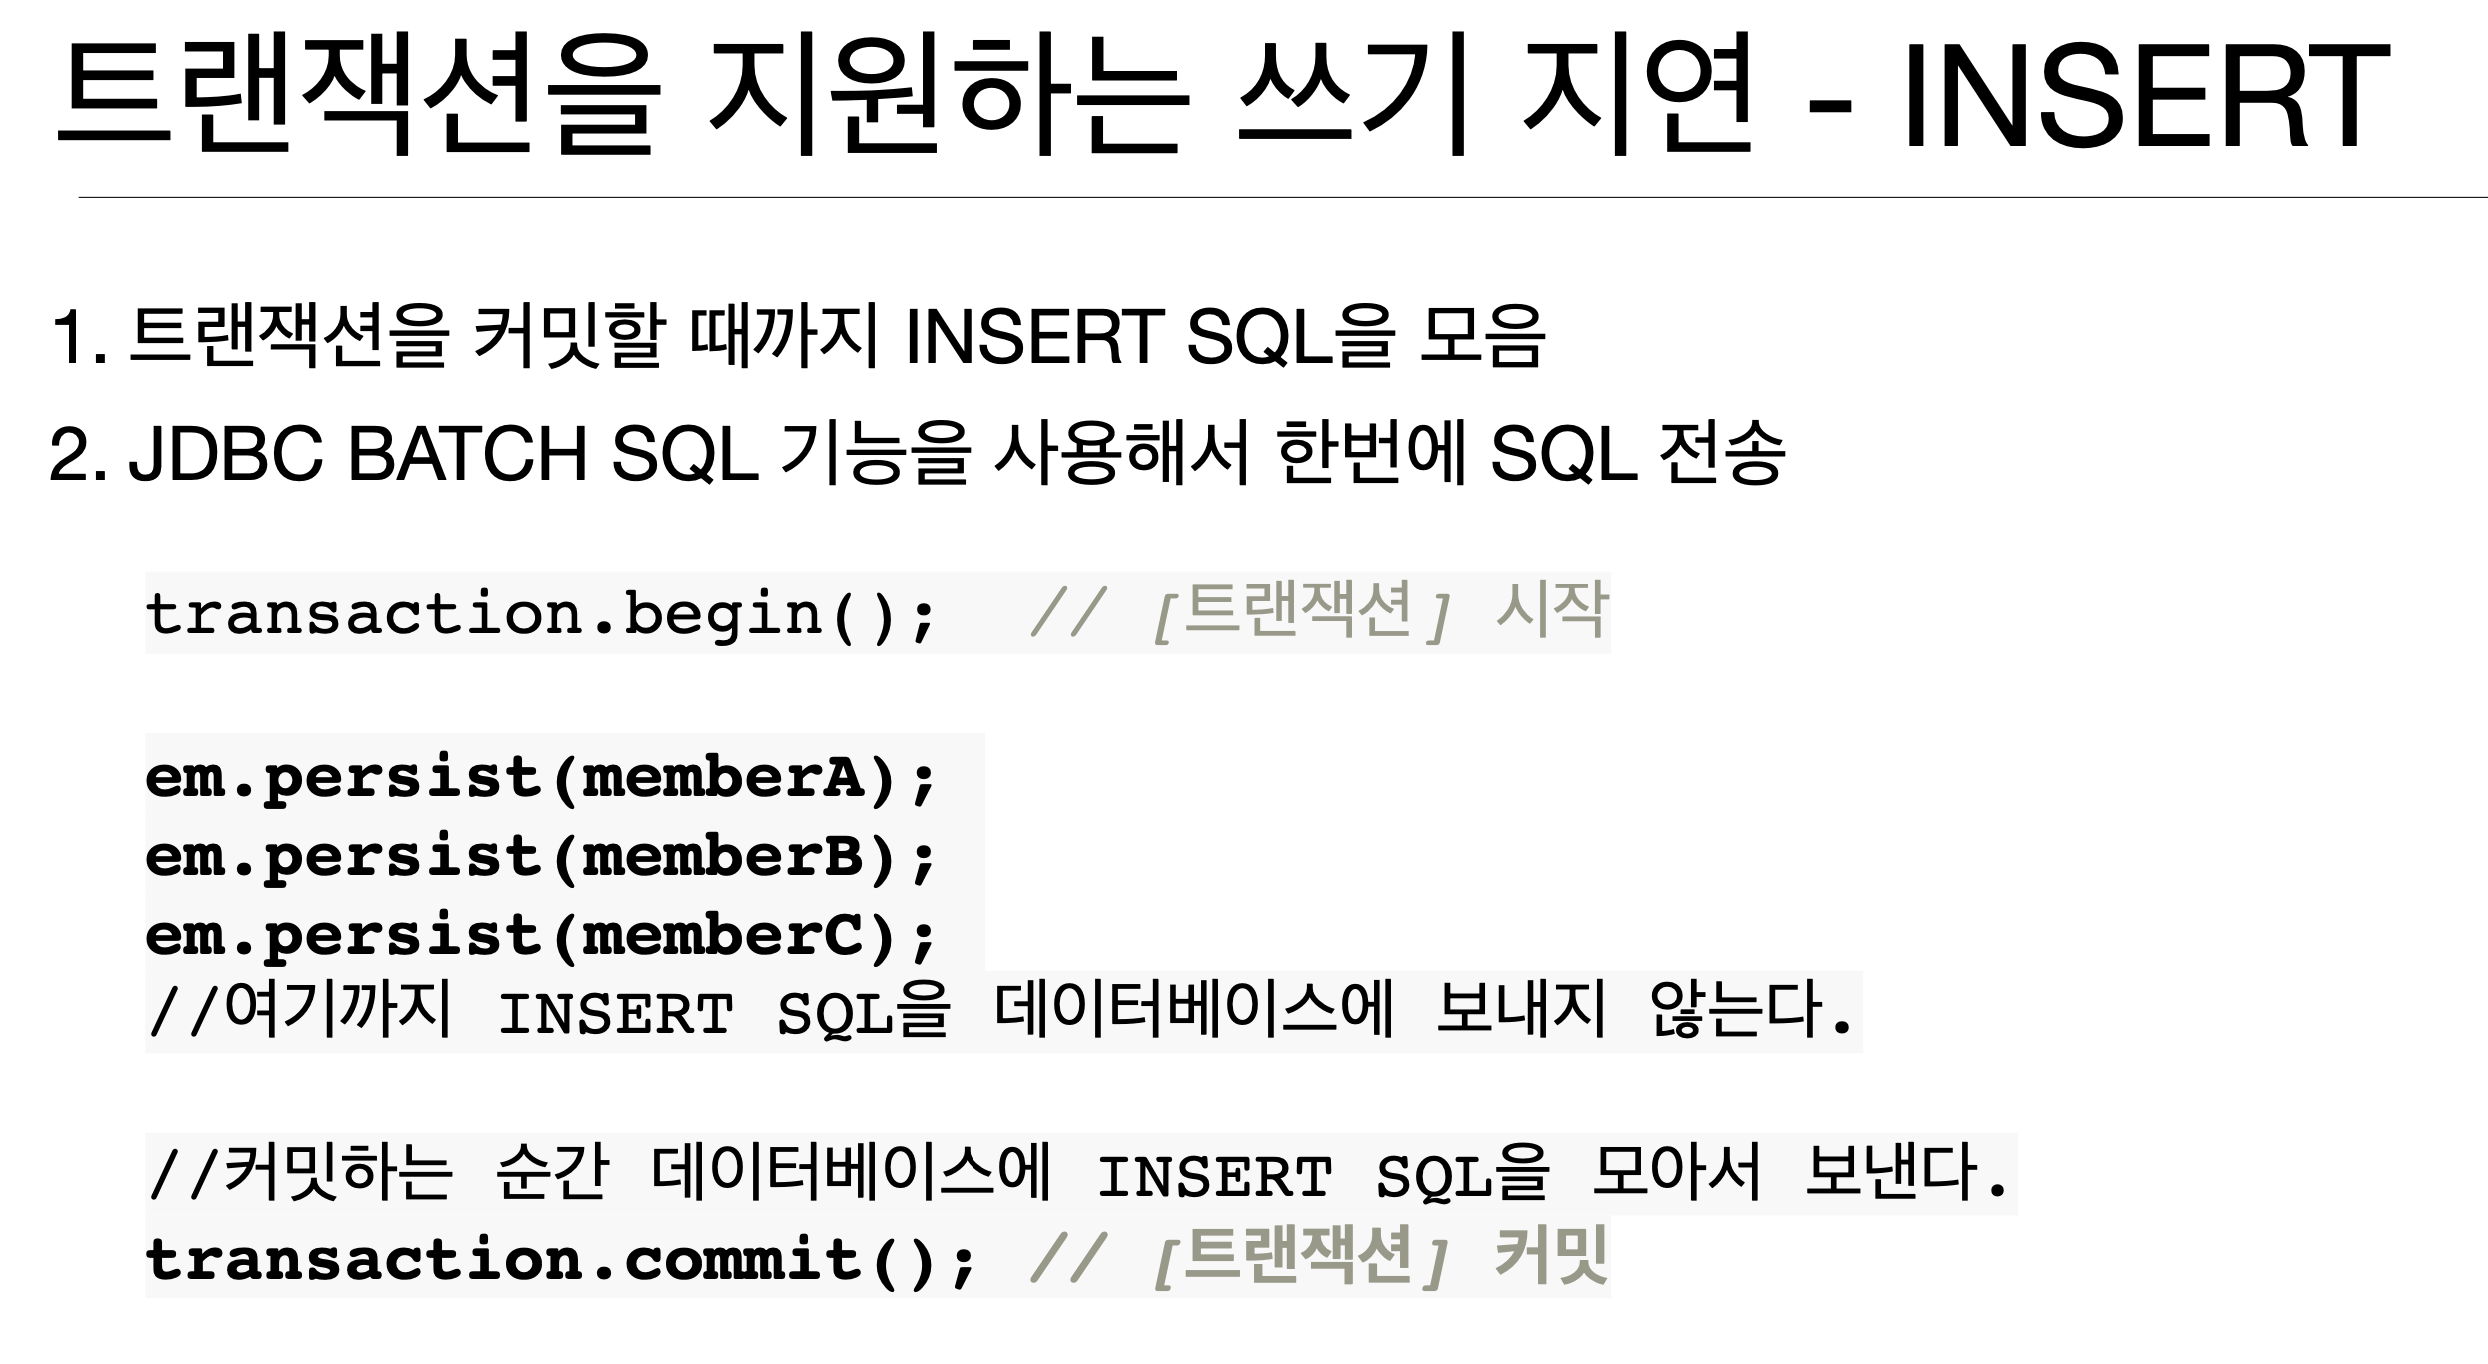 트랜잭션을 지원하는 쓰기 지연 - INSERT
1. 트랜잭션을 커밋할 때까지 INSERT SQL을 모음
2. JDBC BATCH SQL 기능을 사용해서 한번에 SQL 전송
transaction.begin();  // [트랜잭션] 시작
em.persist(memberA);
em.persist(memberB);
em.persist(memberC);
//여기까지 INSERT SQL을 데이터베이스에 보내지 않는다.
//커밋하는 순간 데이터베이스에 INSERT SQL을 모아서 보낸다.
transaction.commit(); // [트랜잭션] 커밋